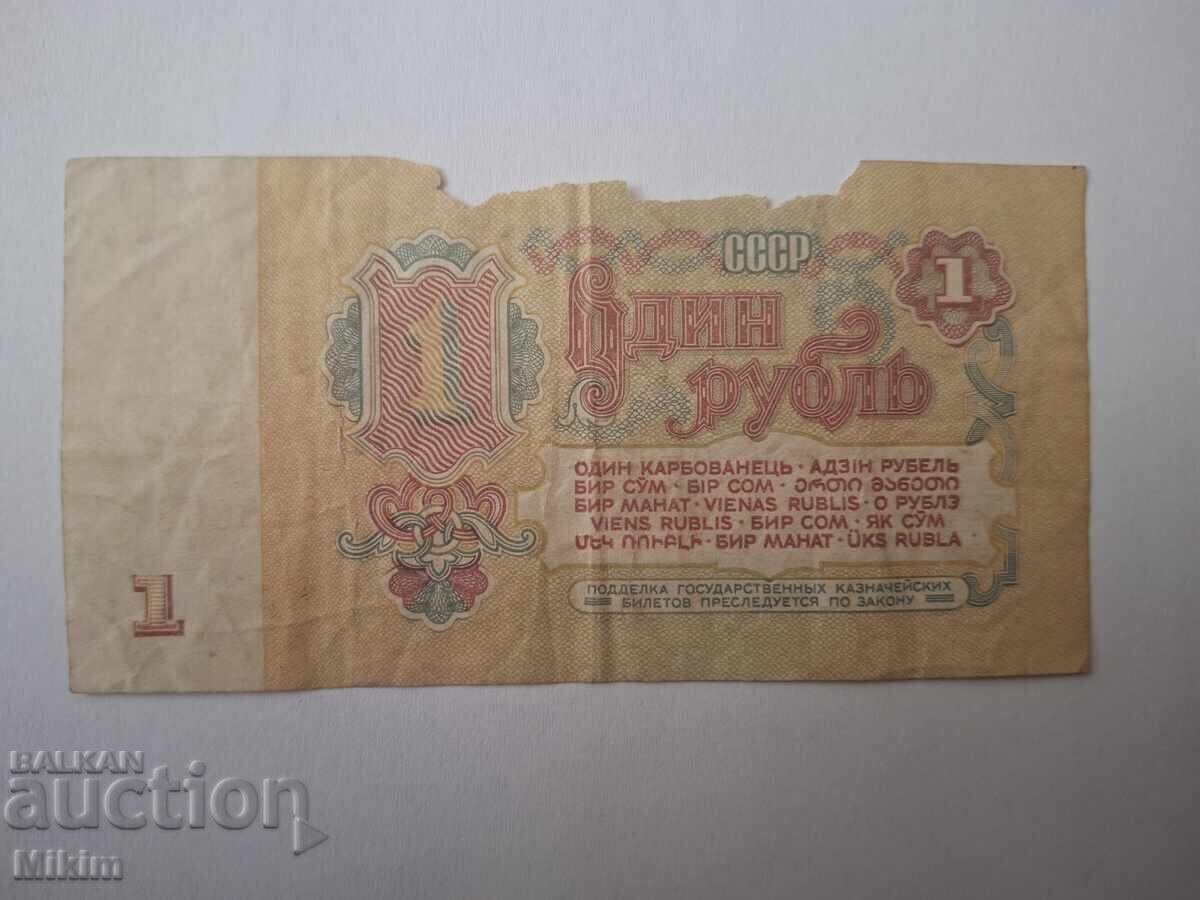 СССР
1
1
Один
рубль
ОДИН КАРБОВАНЕЦЬ · АДЗІН РУБЕЛЬ
БИР СЎМ · БІР СОМ · ᲔᲠᲗᲘ ᲛᲐᲜᲔᲗᲘ
БИР МАНАТ · VIENAS RUBLIS · О РУБЛЭ
VIENS RUBLIS · БИР СОМ · ЯК СӮМ
ՄԵԿ ՌՈՒԲԼԻ · БИР МАНАТ · ÜKS RUBLA
ПОДДЕЛКА ГОСУДАРСТВЕННЫХ КАЗНАЧЕЙСКИХ
БИЛЕТОВ ПРЕСЛЕДУЕТСЯ ПО ЗАКОНУ
1
BALKAN
auction
Mikim